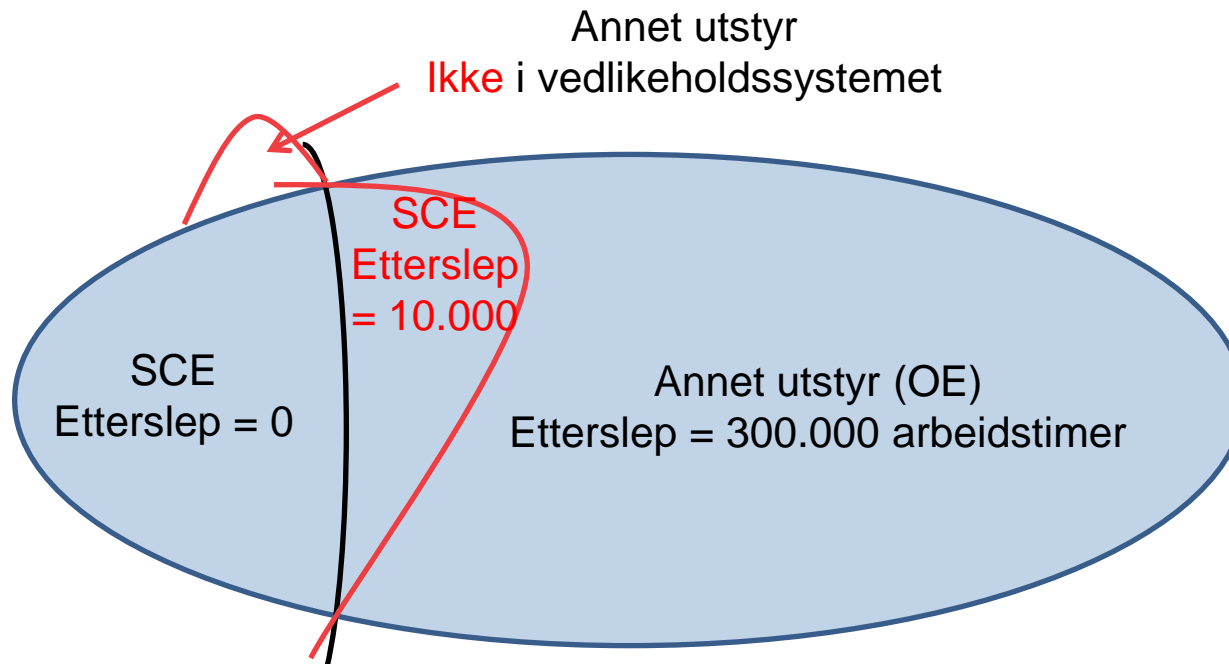 Annet utstyr
Ikke i vedlikeholdssystemet
SCE
Etterslep
= 10.000
SCE
Etterslep = 0
Annet utstyr (OE)
Etterslep = 300.000 arbeidstimer